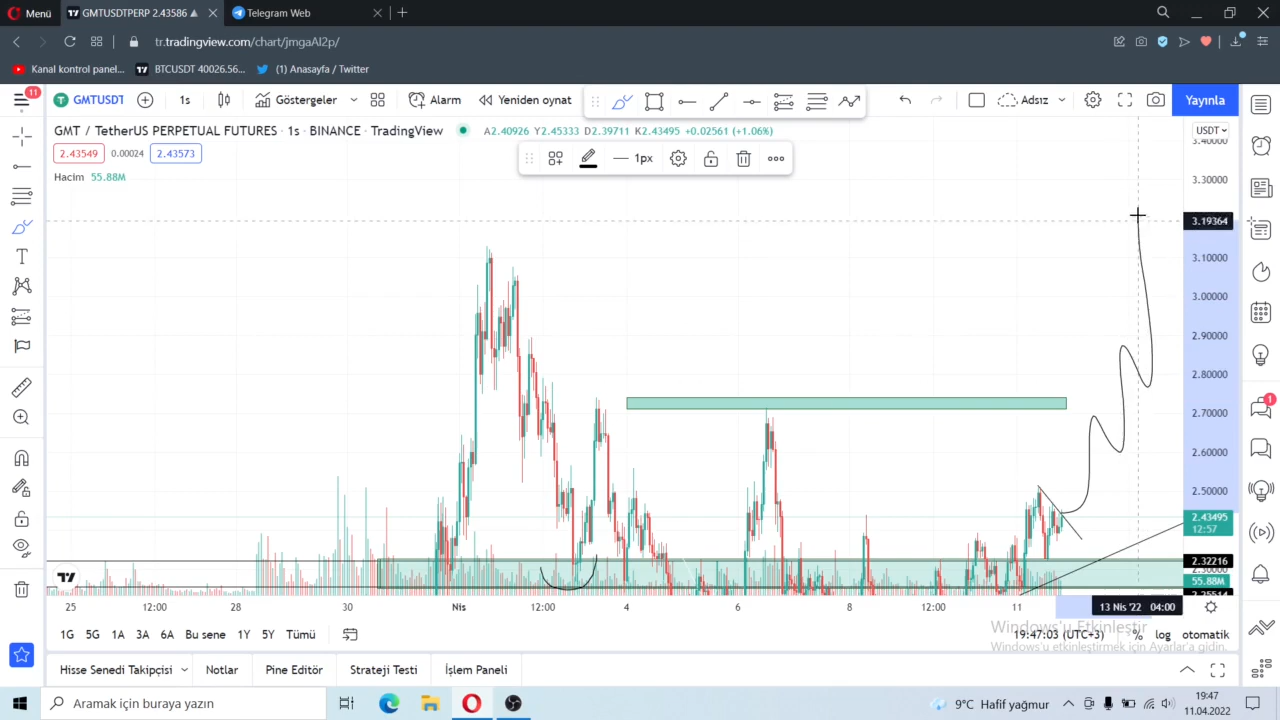 Menü
GMTUSDTPERP 2.43586
Telegram Web
tr.tradingview.com/chart/jmgaAI2p/
Kanal kontrol panel...
BTCUSDT 40026.56...
(1) Anasayfa / Twitter
11
GMTUSDT
1s
Göstergeler
Alarm
Yeniden oynat
Adsız
Yayınla
GMT / TetherUS PERPETUAL FUTURES · 1s · BINANCE · TradingView
A2.40926 Y2.45333 D2.39711 K2.43495 +0.02561 (+1.06%)
USDT
2.43549
0.00024
2.43573
1px
Hacim 55.88M
3.40000
3.30000
3.19364
3.10000
3.00000
2.90000
2.80000
2.70000
2.60000
2.50000
2.43495
12:57
2.32216
2.30000
55.88M
2.25514
1
25
12:00
28
30
Nis
12:00
4
6
8
12:00
11
13 Nis '22 04:00
1G
5G
1A
3A
6A
Bu sene
1Y
5Y
Tümü
19:47:03 (UTC+3)
%
log
otomatik
Windows'u Etkinleştir
Windows'u etkinleştirmek için Ayarlar'a gidin.
Hisse Senedi Takipçisi
Notlar
Pine Editör
Strateji Testi
İşlem Paneli
Aramak için buraya yazın
9°C Hafif yağmur
19:47
11.04.2022